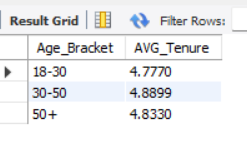 Result Grid Filter Rows:
Age_Bracket AVG_Tenure
18-30 4.7770
30-50 4.8899
50+ 4.8330